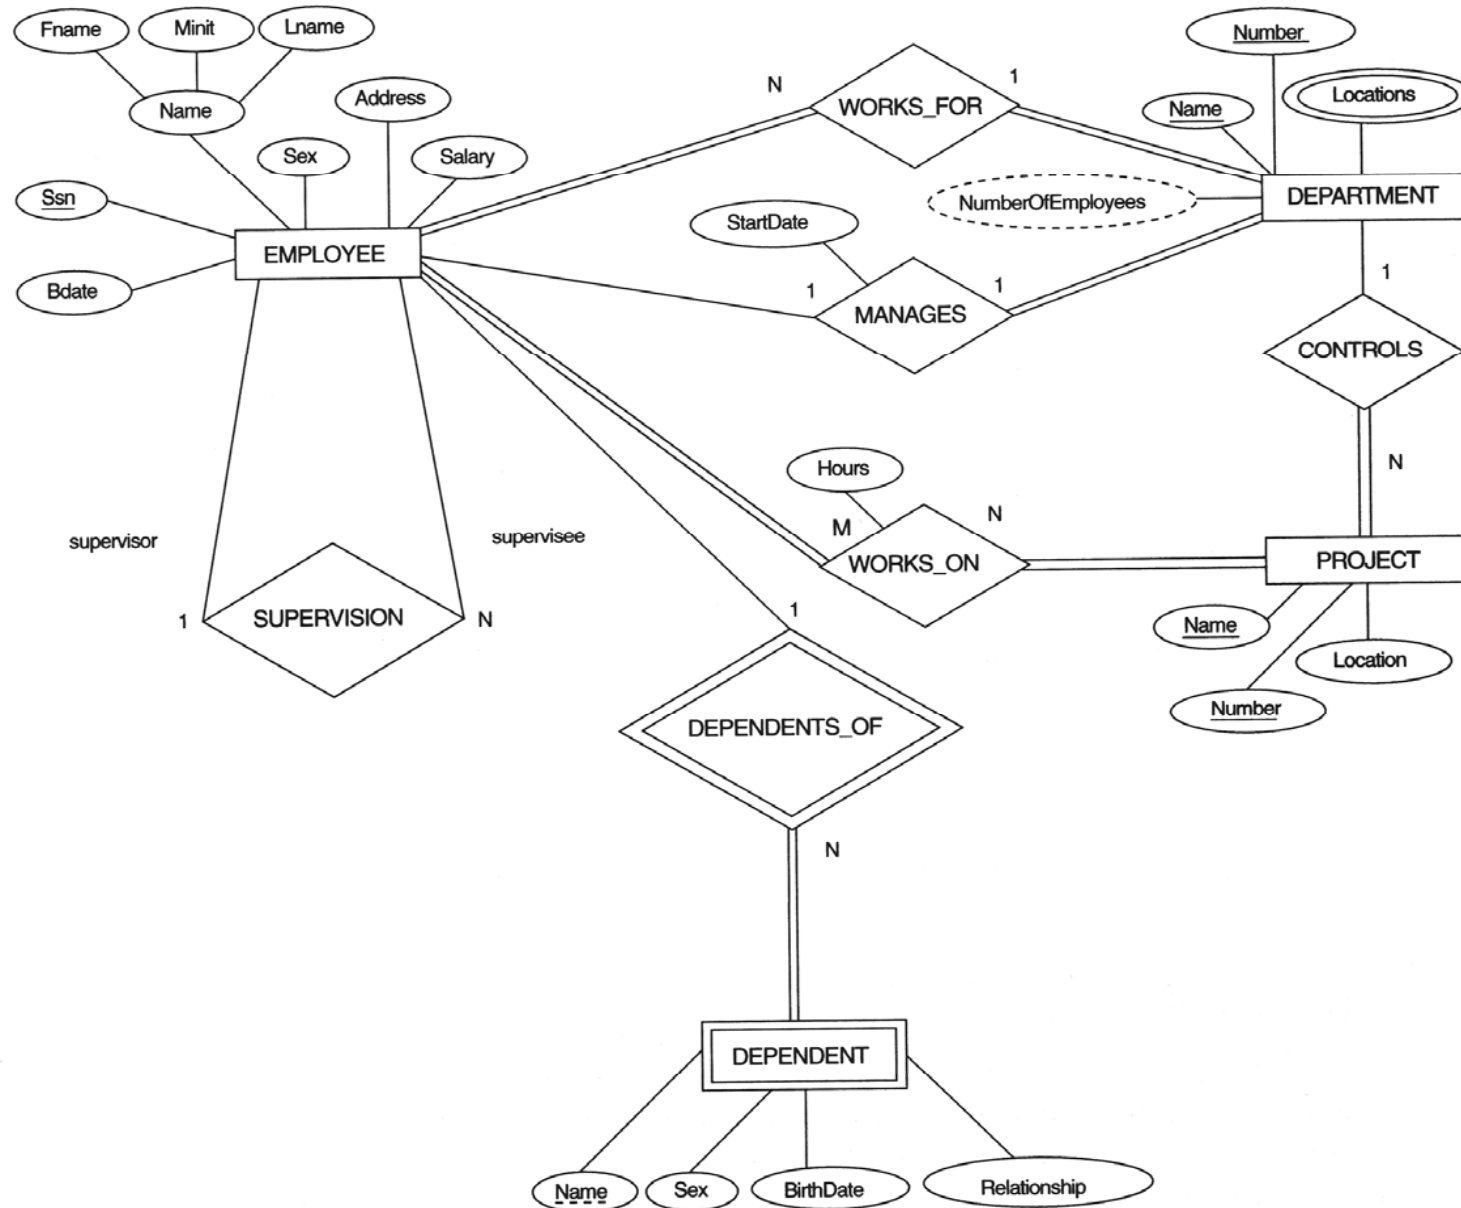 Fname
Minit
Lname
Number
Name
Address
N
WORKS_FOR
1
Name
Locations
Sex
Salary
Ssn
NumberOfEmployees
DEPARTMENT
StartDate
EMPLOYEE
Bdate
1
MANAGES
1
1
CONTROLS
N
Hours
M
N
supervisor
supervisee
WORKS_ON
PROJECT
1
SUPERVISION
N
1
Name
Location
Number
DEPENDENTS_OF
N
DEPENDENT
Name
Sex
BirthDate
Relationship